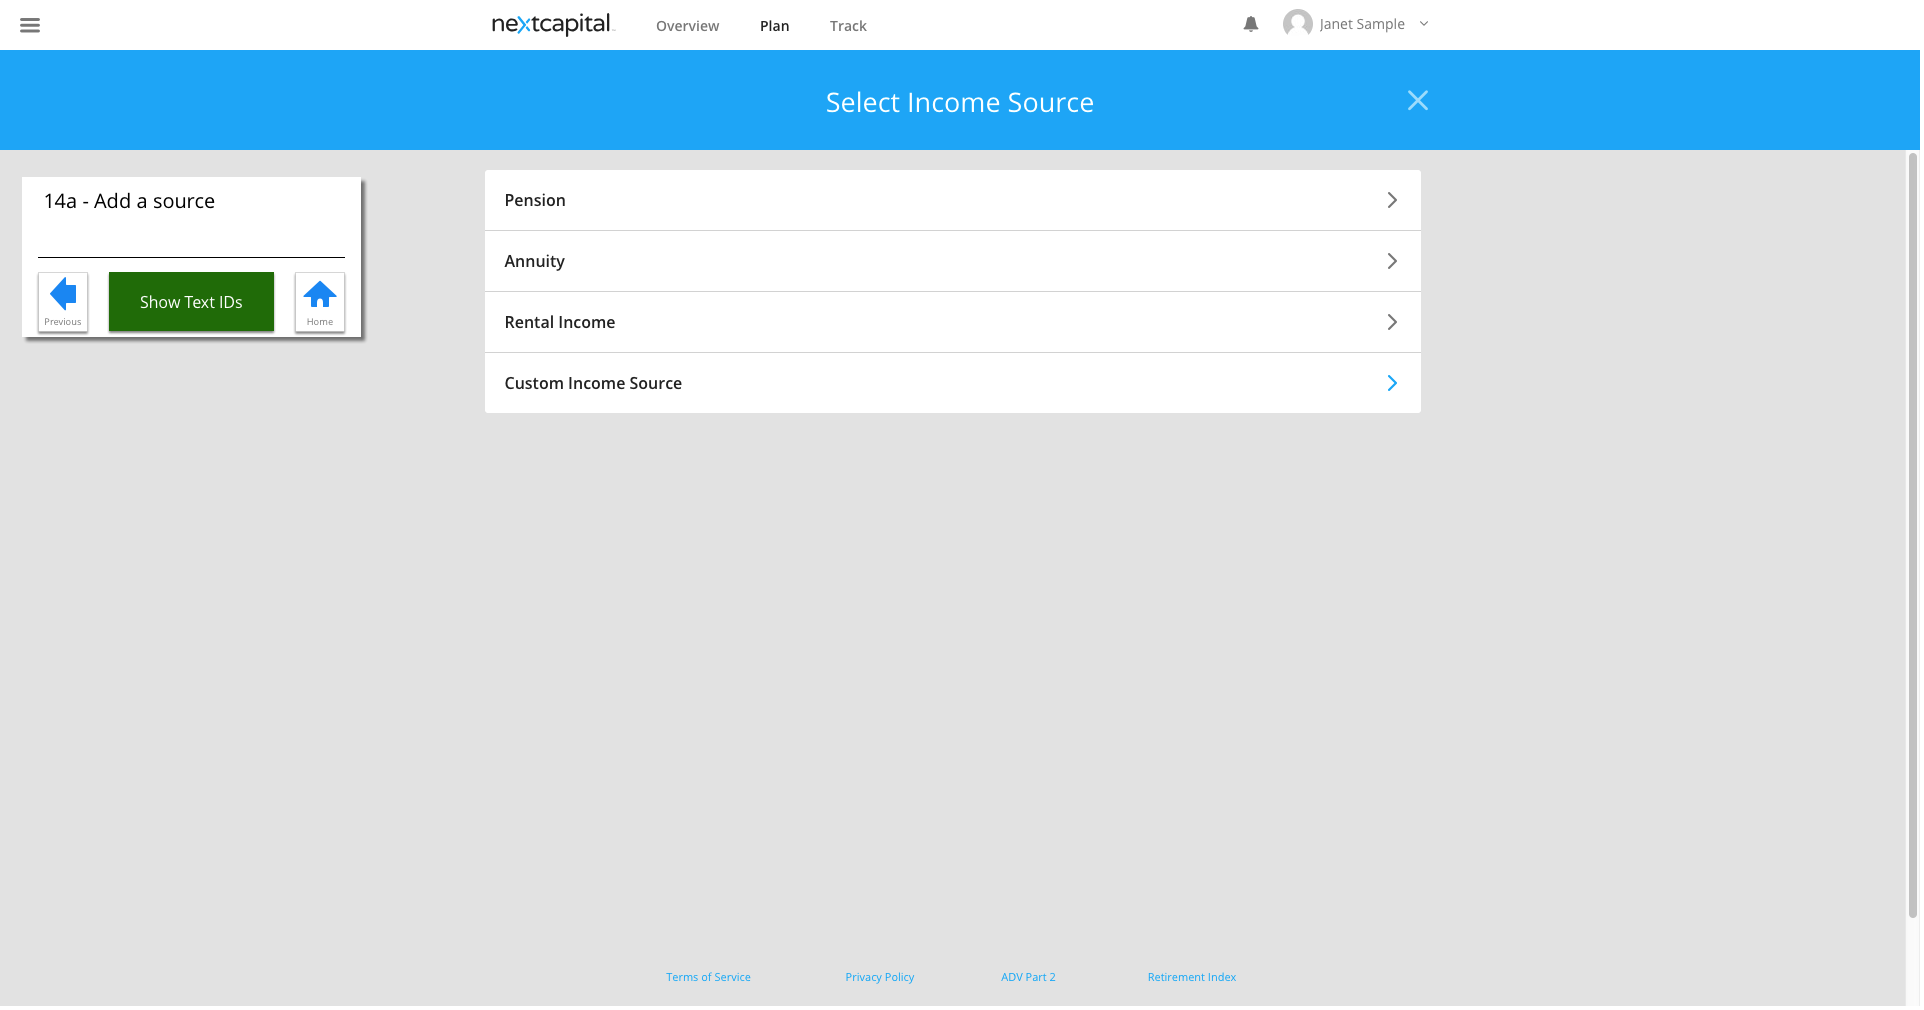 nextcapital
Overview
Plan
Track
Janet Sample
Select Income Source
14a - Add a source
Previous
Show Text IDs
Home
Pension
Annuity
Rental Income
Custom Income Source
Terms of Service
Privacy Policy
ADV Part 2
Retirement Index